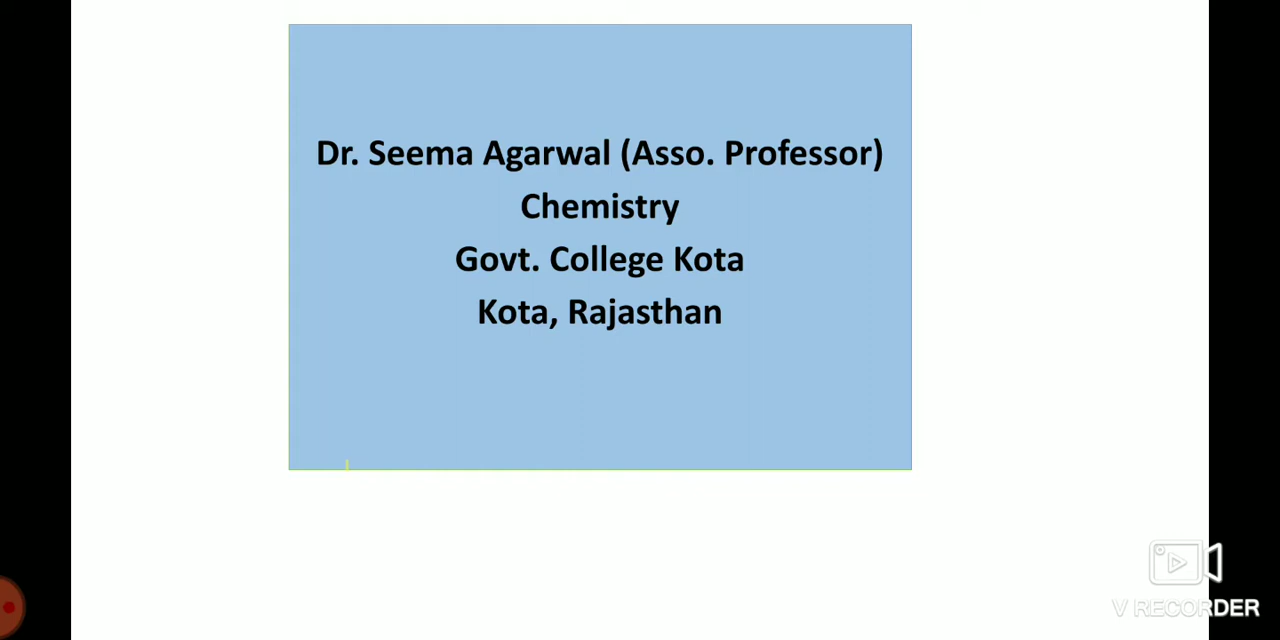 Dr. Seema Agarwal (Asso. Professor)
Chemistry
Govt. College Kota
Kota, Rajasthan
V RECORDER